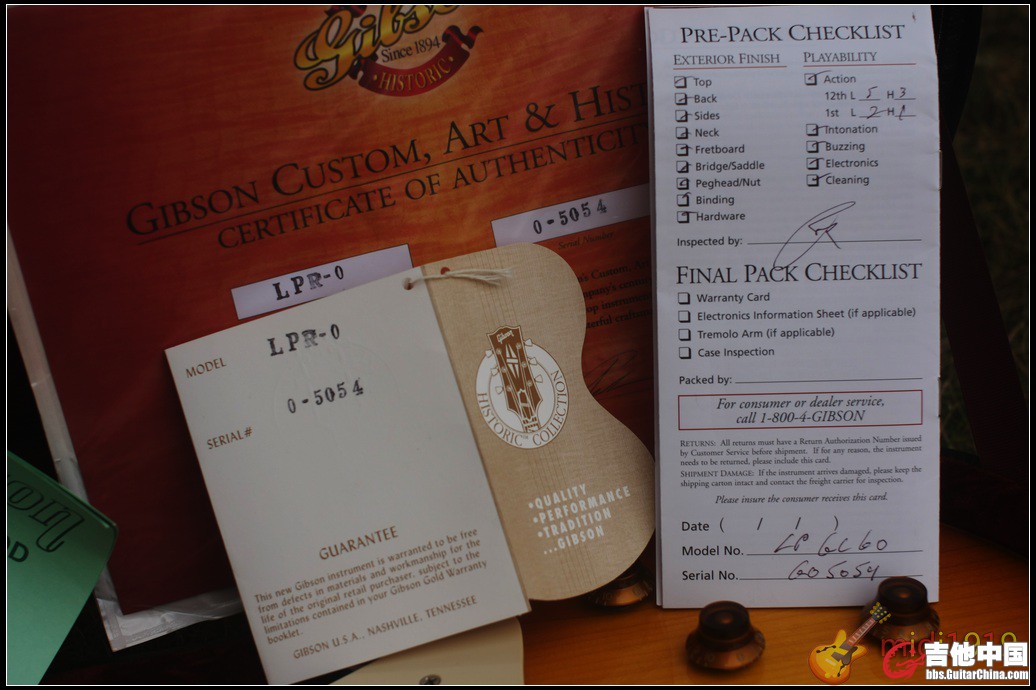 Gibson
Since 1894
HISTORIC
GIBSON CUSTOM, ART & HIST
CERTIFICATE OF AUTHENTICIT
0-5054
Serial Number
LPR-0
MODEL
LPR-0
0-5054
SERIAL#
GUARANTEE
This new Gibson instrument is warranted to be free
from defects in materials and workmanship for the
life of the original retail purchaser, subject to the
limitations contained in your Gibson Gold Warranty
booklet.
GIBSON U.S.A., NASHVILLE, TENNESSEE
Gibson
HISTORIC COLLECTION
•QUALITY
•PERFORMANCE
•TRADITION
...GIBSON
PRE-PACK CHECKLIST
EXTERIOR FINISH
Top
Back
Sides
Neck
Fretboard
Bridge/Saddle
Peghead/Nut
Binding
Hardware
PLAYABILITY
Action
12th L 5 H 3
1st L 2 H 1
Intonation
Buzzing
Electronics
Cleaning
Inspected by:
FINAL PACK CHECKLIST
Warranty Card
Electronics Information Sheet (if applicable)
Tremolo Arm (if applicable)
Case Inspection
Packed by:
For consumer or dealer service,
call 1-800-4-GIBSON
RETURNS: All returns must have a Return Authorization Number issued
by Customer Service before shipment. If for any reason, the instrument
needs to be returned, please include this card.
SHIPMENT DAMAGE: If the instrument arrives damaged, please keep the
shipping carton intact and contact the freight carrier for inspection.
Please insure the consumer receives this card.
Date ( / / )
Model No. LP 6L60
Serial No. G05054
midi1010
吉他中国
bbs.GuitarChina.com